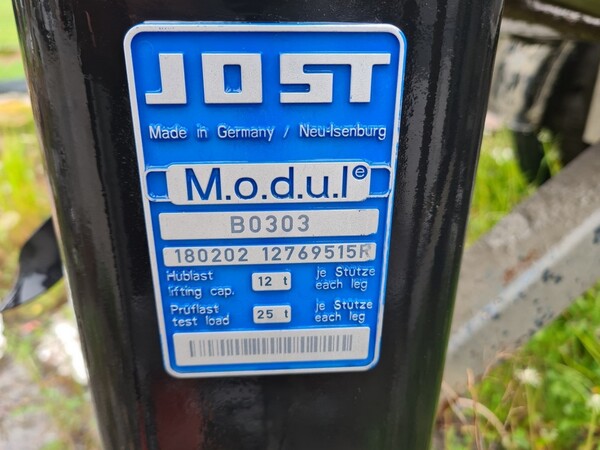 JOST
Made in Germany / Neu-Isenburg
M.o.d.u.l e
B0303
180202 12769515R
Hublast je Stütze
lifting cap. 12 t each leg
Prüflast je Stütze
test load 25 t each leg